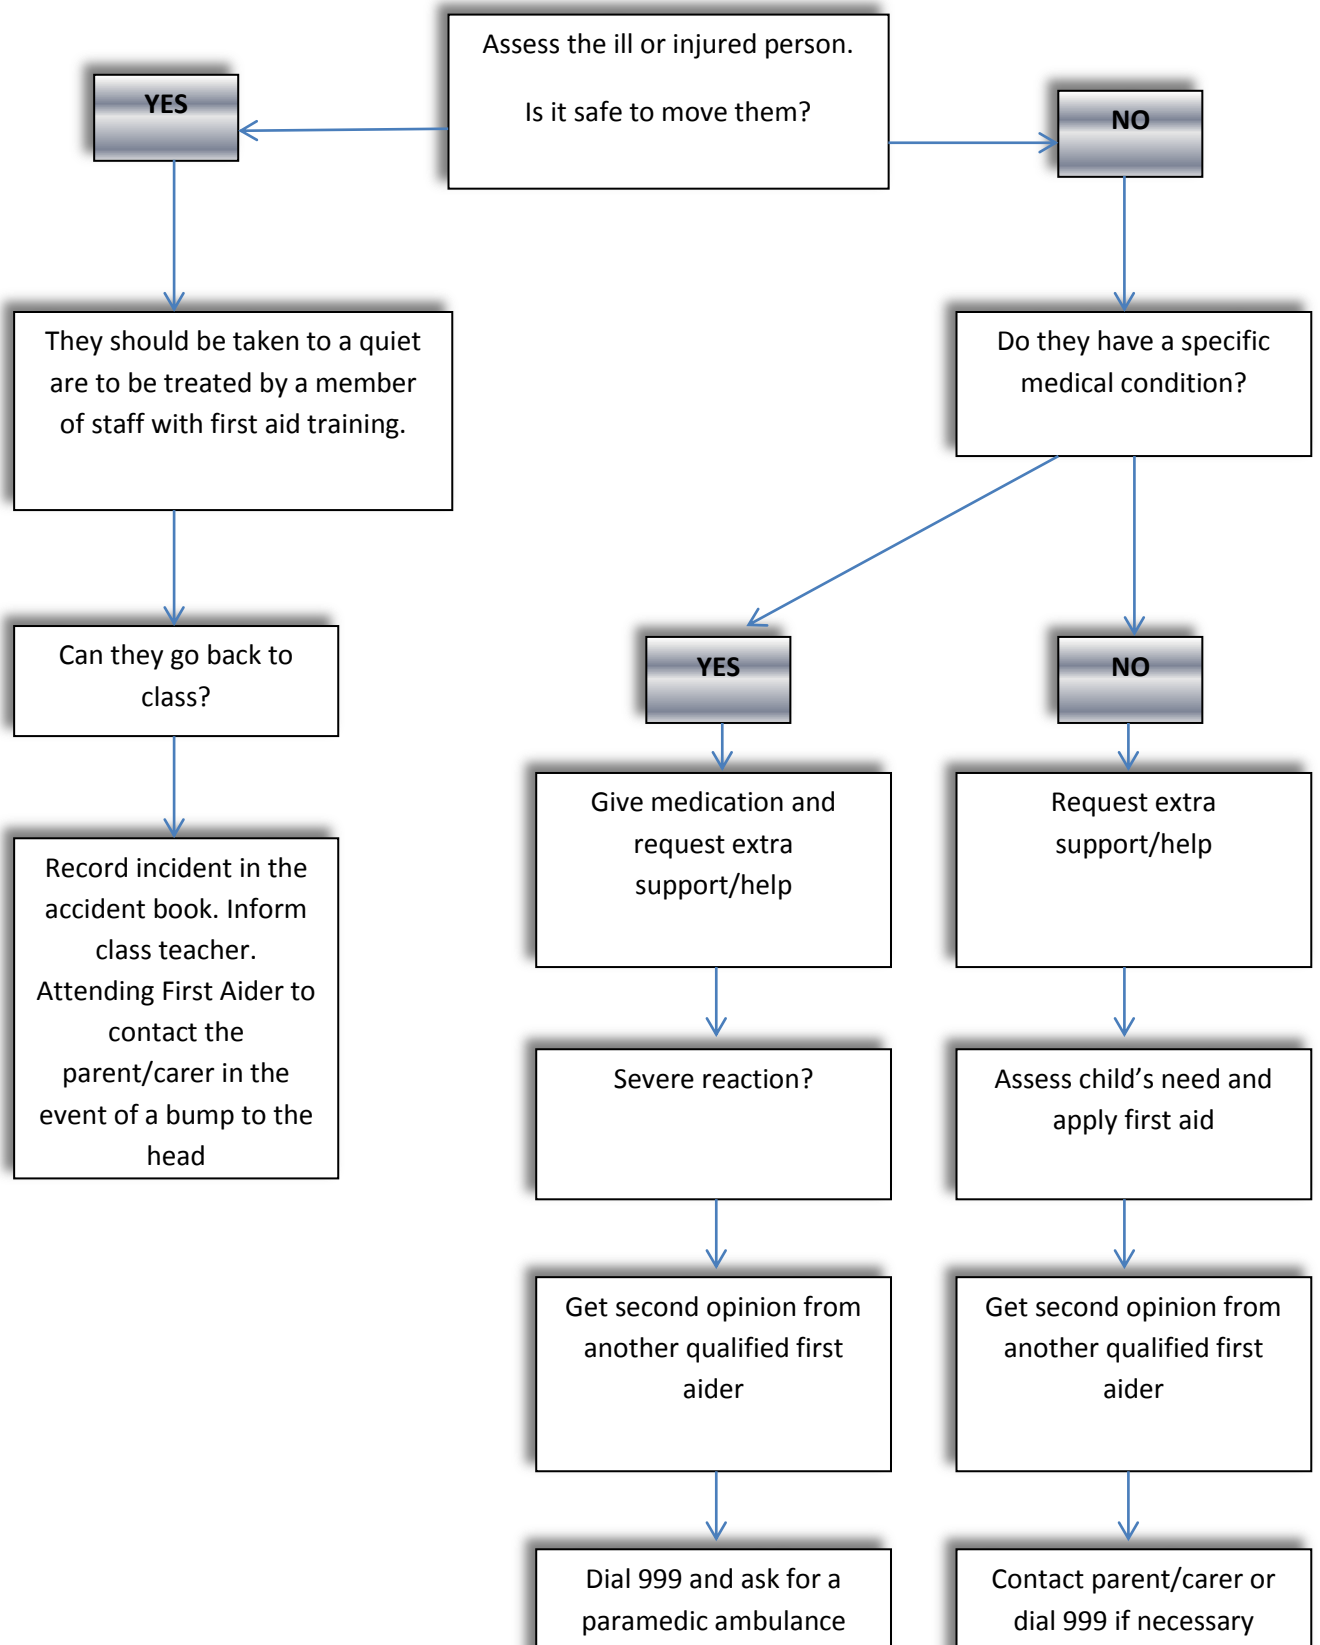 Assess the ill or injured person.
Is it safe to move them?
YES
NO
They should be taken to a quiet
are to be treated by a member
of staff with first aid training.
Do they have a specific
medical condition?
Can they go back to
class?
YES
NO
Give medication and
request extra
support/help
Request extra
support/help
Record incident in the
accident book. Inform
class teacher.
Attending First Aider to
contact the
parent/carer in the
event of a bump to the
head
Severe reaction?
Assess child’s need and
apply first aid
Get second opinion from
another qualified first
aider
Get second opinion from
another qualified first
aider
Dial 999 and ask for a
paramedic ambulance
Contact parent/carer or
dial 999 if necessary